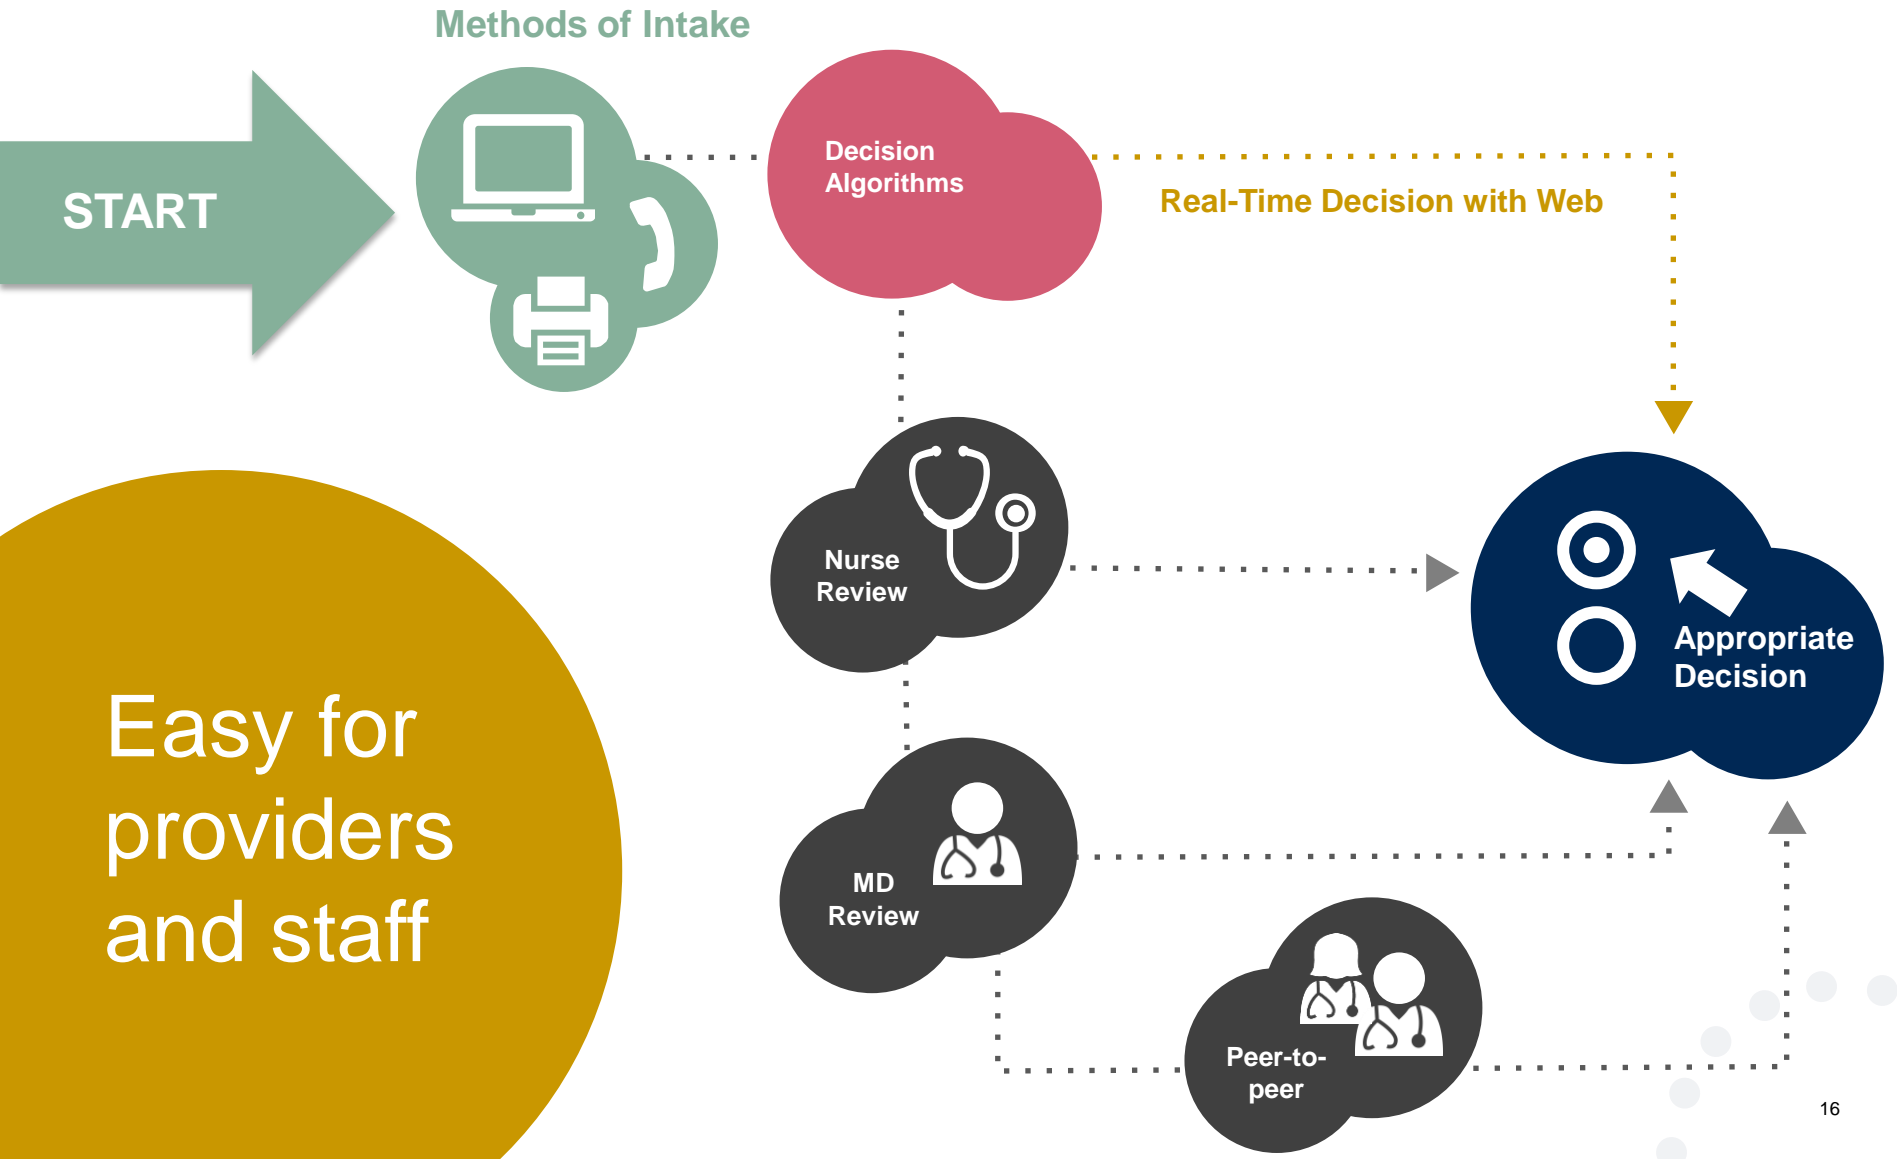 Methods of Intake
START
Decision
Algorithms
Real-Time Decision with Web
Nurse
Review
Appropriate
Decision
Easy for
providers
and staff
MD
Review
Peer-to-
peer
16